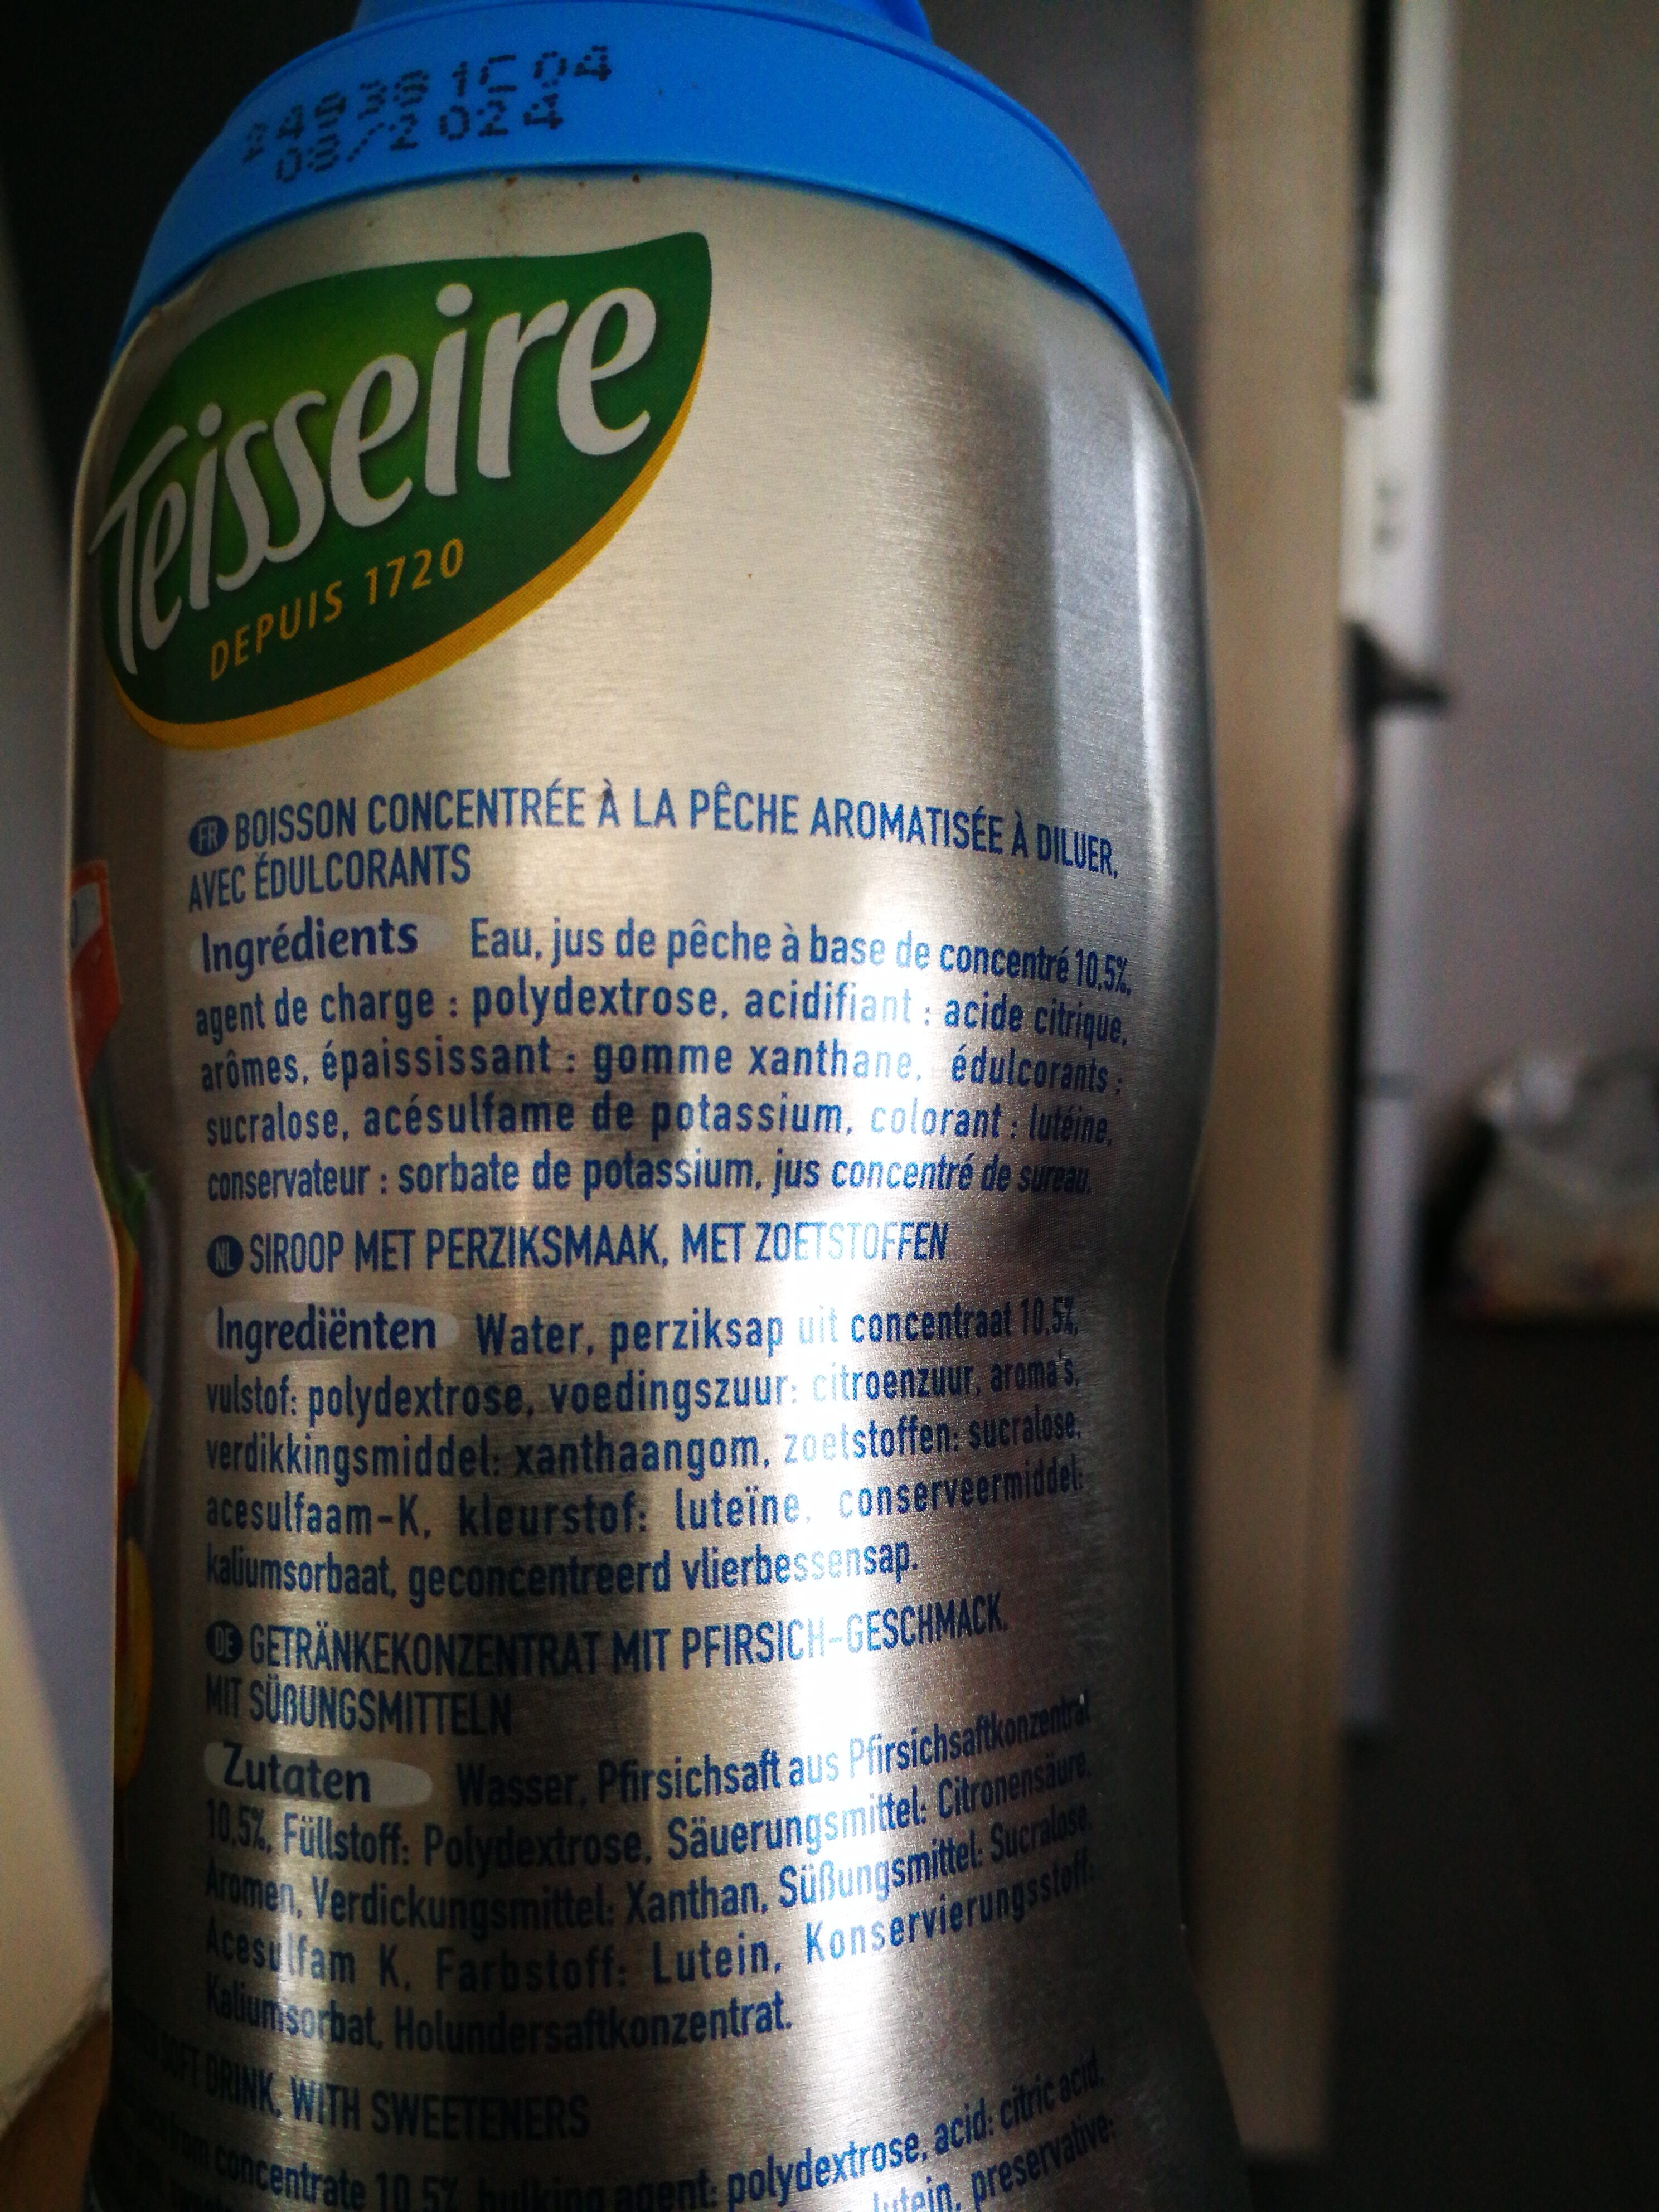 08/2024
Teisseire
DEPUIS 1720
FR BOISSON CONCENTRÉE À LA PÊCHE AROMATISÉE À DILUER,
AVEC ÉDULCORANTS
Ingrédients Eau, jus de pêche à base de concentré 10,5%,
agent de charge : polydextrose, acidifiant : acide citrique,
arômes, épaississant : gomme xanthane, édulcorants :
sucralose, acésulfame de potassium, colorant : lutéine,
conservateur : sorbate de potassium, jus concentré de sureau.
NL SIROOP MET PERZIKSMAAK, MET ZOETSTOFFEN
Ingrediënten Water, perziksap uit concentraat 10,5%,
vulstof: polydextrose, voedingszuur: citroenzuur, aroma's,
verdikkingsmiddel: xanthaangom, zoetstoffen: sucralose,
acesulfaam-K, kleurstof: luteïne, conserveermiddel:
kaliumsorbaat, geconcentreerd vlierbessensap.
DE GETRÄNKEKONZENTRAT MIT PFIRSICH-GESCHMACK,
MIT SÜßUNGSMITTELN
Zutaten Wasser, Pfirsichsaft aus Pfirsichsaftkonzentrat
10,5%, Füllstoff: Polydextrose, Säuerungsmittel: Citronensäure,
Aromen, Verdickungsmittel: Xanthan, Süßungsmittel: Sucralose,
Acesulfam K, Farbstoff: Lutein, Konservierungsstoff:
Kaliumsorbat, Holundersaftkonzentrat.
SOFT DRINK, WITH SWEETENERS
from concentrate 10,5%, bulking agent: polydextrose, acid: citric acid,
lutein, preservative: